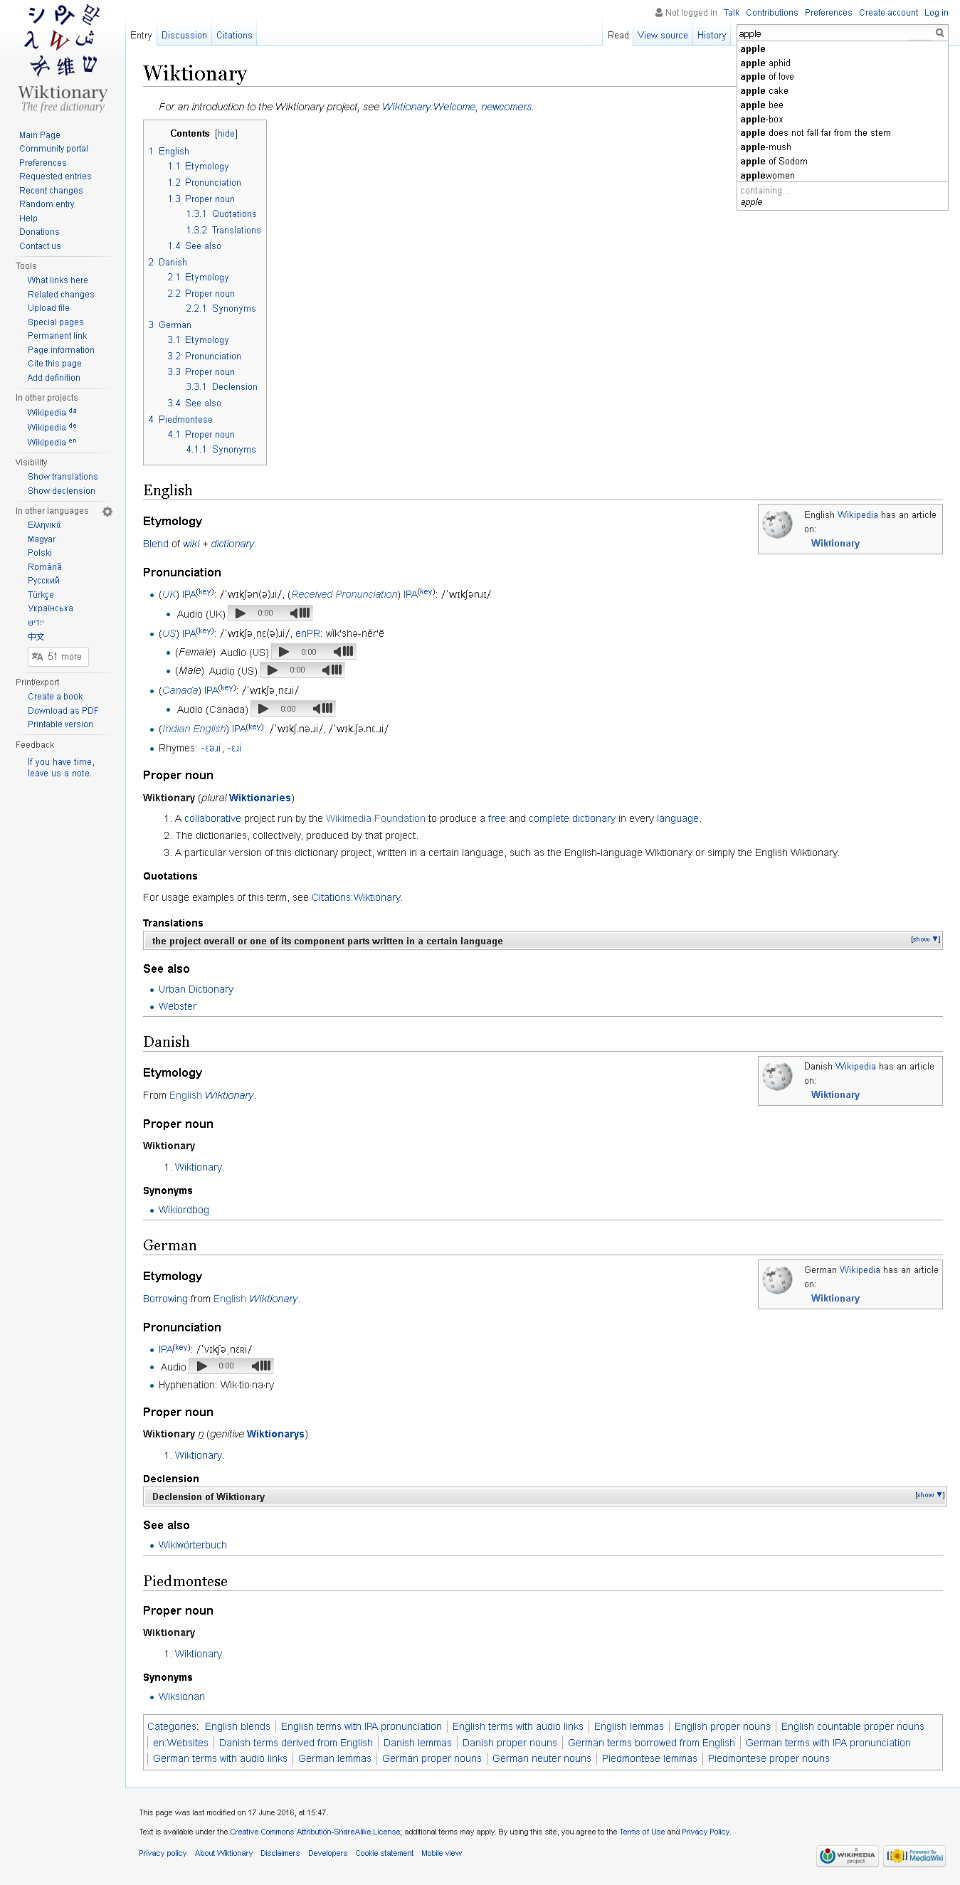 Not logged in Talk Contributions Preferences Create account Log in
Entry Discussion Citations Read View source History
apple
apple
apple aphid
apple of love
apple cake
apple bee
apple-box
apple does not fall far from the stem
apple-mush
apple of Sodom
applewomen
containing...
apple
Wiktionary
The free dictionary
Main Page
Community portal
Preferences
Requested entries
Recent changes
Random entry
Help
Donations
Contact us
Tools
What links here
Related changes
Upload file
Special pages
Permanent link
Page information
Cite this page
Add definition
In other projects
Wikipedia da
Wikipedia de
Wikipedia en
Visibility
Show translations
Show declension
In other languages
Ελληνικά
Magyar
Polski
Română
Русский
Türkçe
Українська
ייִדיש
中文
51 more
Print/export
Create a book
Download as PDF
Printable version
Feedback
If you have time,
leave us a note.
Wiktionary
For an introduction to the Wiktionary project, see Wiktionary:Welcome, newcomers.
Contents [hide]
1 English
1.1 Etymology
1.2 Pronunciation
1.3 Proper noun
1.3.1 Quotations
1.3.2 Translations
1.4 See also
2 Danish
2.1 Etymology
2.2 Proper noun
2.2.1 Synonyms
3 German
3.1 Etymology
3.2 Pronunciation
3.3 Proper noun
3.3.1 Declension
3.4 See also
4 Piedmontese
4.1 Proper noun
4.1.1 Synonyms
English
English Wikipedia has an article
on:
Wiktionary
Etymology
Blend of wiki + dictionary.
Pronunciation
(UK) IPA(key): /ˈwɪkʃən(ə)ɹi/, (Received Pronunciation) IPA(key): /ˈwɪkʃənɹɪ/
Audio (UK) 0:00
(US) IPA(key): /ˈwɪkʃəˌnɛ(ə)ɹi/, enPR: wĭk'shə-nĕr'ē
(Female) Audio (US) 0:00
(Male) Audio (US) 0:00
(Canada) IPA(key): /ˈwɪkʃəˌnɛɹi/
Audio (Canada) 0:00
(Indian English) IPA(key): /ˈwɪkʃ.nəɹi/, /ˈwɪk.ʃə.nɛ.ɹi/
Rhymes: -ɛəɹi, -ɛɹi
Proper noun
Wiktionary (plural Wiktionaries)
1. A collaborative project run by the Wikimedia Foundation to produce a free and complete dictionary in every language.
2. The dictionaries, collectively, produced by that project.
3. A particular version of this dictionary project, written in a certain language, such as the English-language Wiktionary or simply the English Wiktionary.
Quotations
For usage examples of this term, see Citations:Wiktionary.
Translations
the project overall or one of its component parts written in a certain language [show ▼]
See also
Urban Dictionary
Webster
Danish
Danish Wikipedia has an article
on:
Wiktionary
Etymology
From English Wiktionary.
Proper noun
Wiktionary
1. Wiktionary.
Synonyms
Wikiordbog
German
German Wikipedia has an article
on:
Wiktionary
Etymology
Borrowing from English Wiktionary.
Pronunciation
IPA(key): /ˈvɪkʃəˌnɛʀi/
Audio 0:00
Hyphenation: Wik·tio·na·ry
Proper noun
Wiktionary n (genitive Wiktionarys)
1. Wiktionary.
Declension
Declension of Wiktionary [show ▼]
See also
Wikiwörterbuch
Piedmontese
Proper noun
Wiktionary
1. Wiktionary
Synonyms
Wiksionari
Categories: English blends | English terms with IPA pronunciation | English terms with audio links | English lemmas | English proper nouns | English countable proper nouns
| en:Websites | Danish terms derived from English | Danish lemmas | Danish proper nouns | German terms borrowed from English | German terms with IPA pronunciation
| German terms with audio links | German lemmas | German proper nouns | German neuter nouns | Piedmontese lemmas | Piedmontese proper nouns
This page was last modified on 17 June 2016, at 15:47.
Text is available under the Creative Commons Attribution-ShareAlike License; additional terms may apply. By using this site, you agree to the Terms of Use and Privacy Policy.
Privacy policy About Wiktionary Disclaimers Developers Cookie statement Mobile view
A WIKIMEDIA project
Powered By MediaWiki